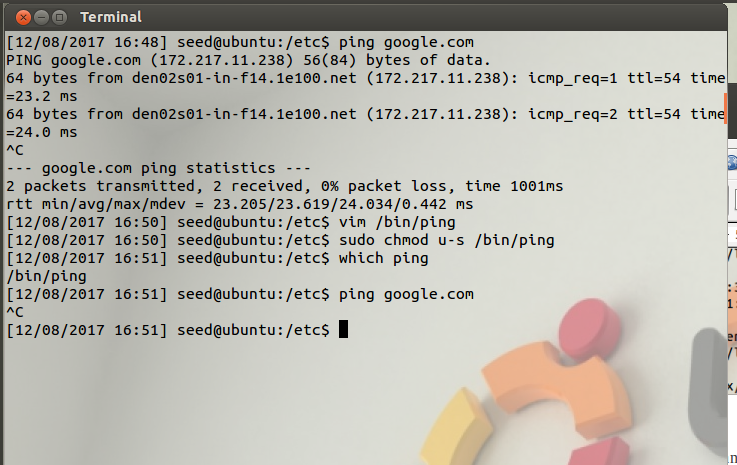 Terminal
[12/08/2017 16:48] seed@ubuntu:/etc$ ping google.com
PING google.com (172.217.11.238) 56(84) bytes of data.
64 bytes from den02s01-in-f14.1e100.net (172.217.11.238): icmp_req=1 ttl=54 time
=23.2 ms
64 bytes from den02s01-in-f14.1e100.net (172.217.11.238): icmp_req=2 ttl=54 time
=24.0 ms
^C
--- google.com ping statistics ---
2 packets transmitted, 2 received, 0% packet loss, time 1001ms
rtt min/avg/max/mdev = 23.205/23.619/24.034/0.442 ms
[12/08/2017 16:50] seed@ubuntu:/etc$ vim /bin/ping
[12/08/2017 16:50] seed@ubuntu:/etc$ sudo chmod u-s /bin/ping
[12/08/2017 16:51] seed@ubuntu:/etc$ which ping
/bin/ping
[12/08/2017 16:51] seed@ubuntu:/etc$ ping google.com
^C
[12/08/2017 16:51] seed@ubuntu:/etc$